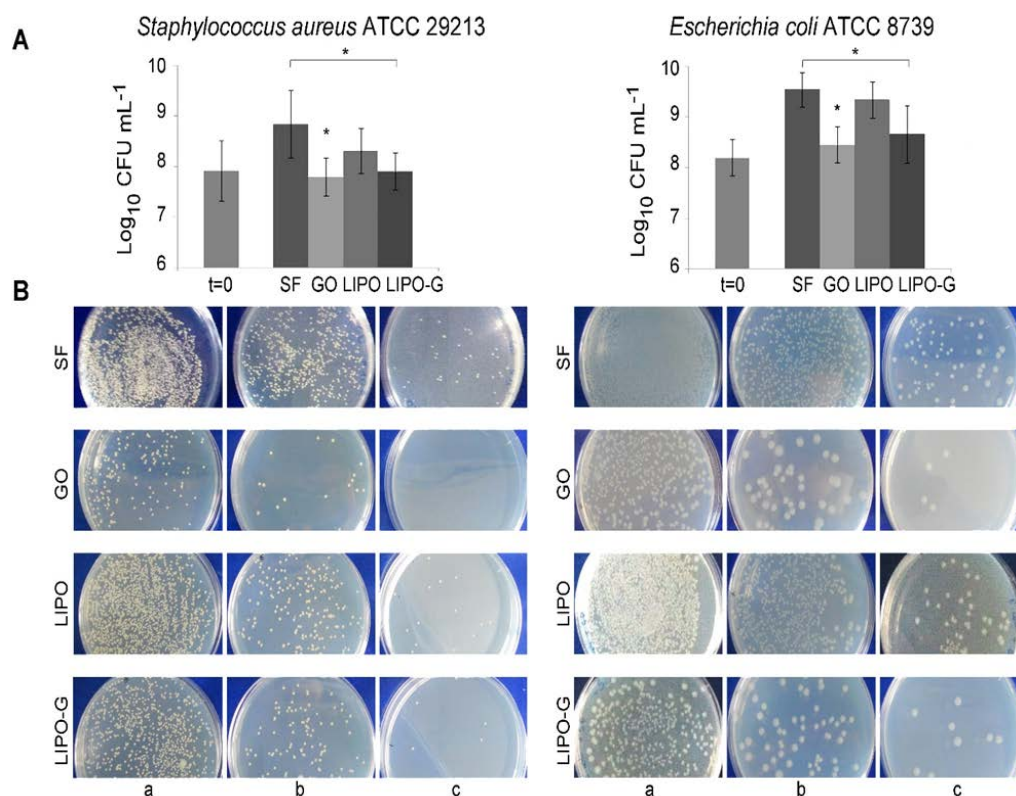 A
Staphylococcus aureus ATCC 29213
Log10 CFU mL-1
10
9
8
7
6
*
*
t=0 SF GO LIPO LIPO-G
Escherichia coli ATCC 8739
Log10 CFU mL-1
10
9
8
7
6
*
*
t=0 SF GO LIPO LIPO-G
B
SF
GO
LIPO
LIPO-G
a b c
SF
GO
LIPO
LIPO-G
a b c